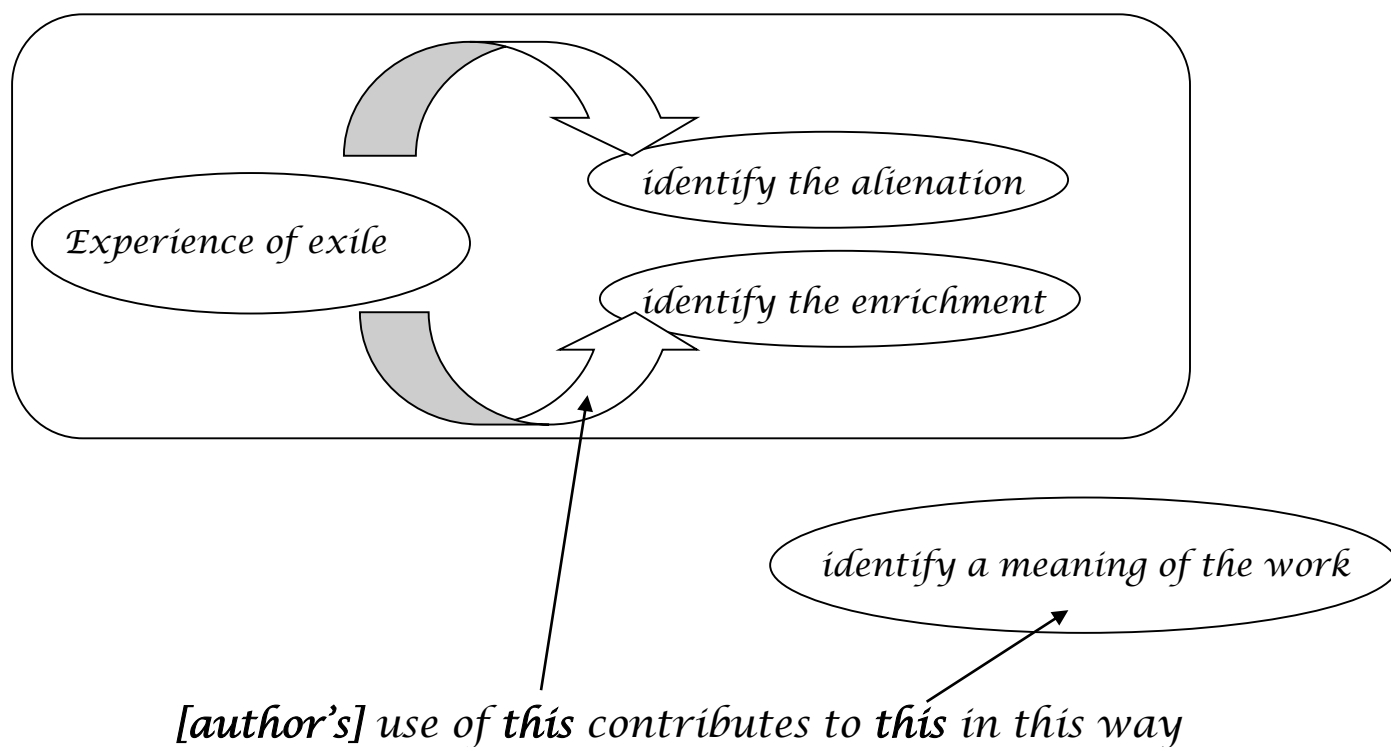 identify the alienation
Experience of exile
identify the enrichment
identify a meaning of the work
[author’s] use of this contributes to this in this way